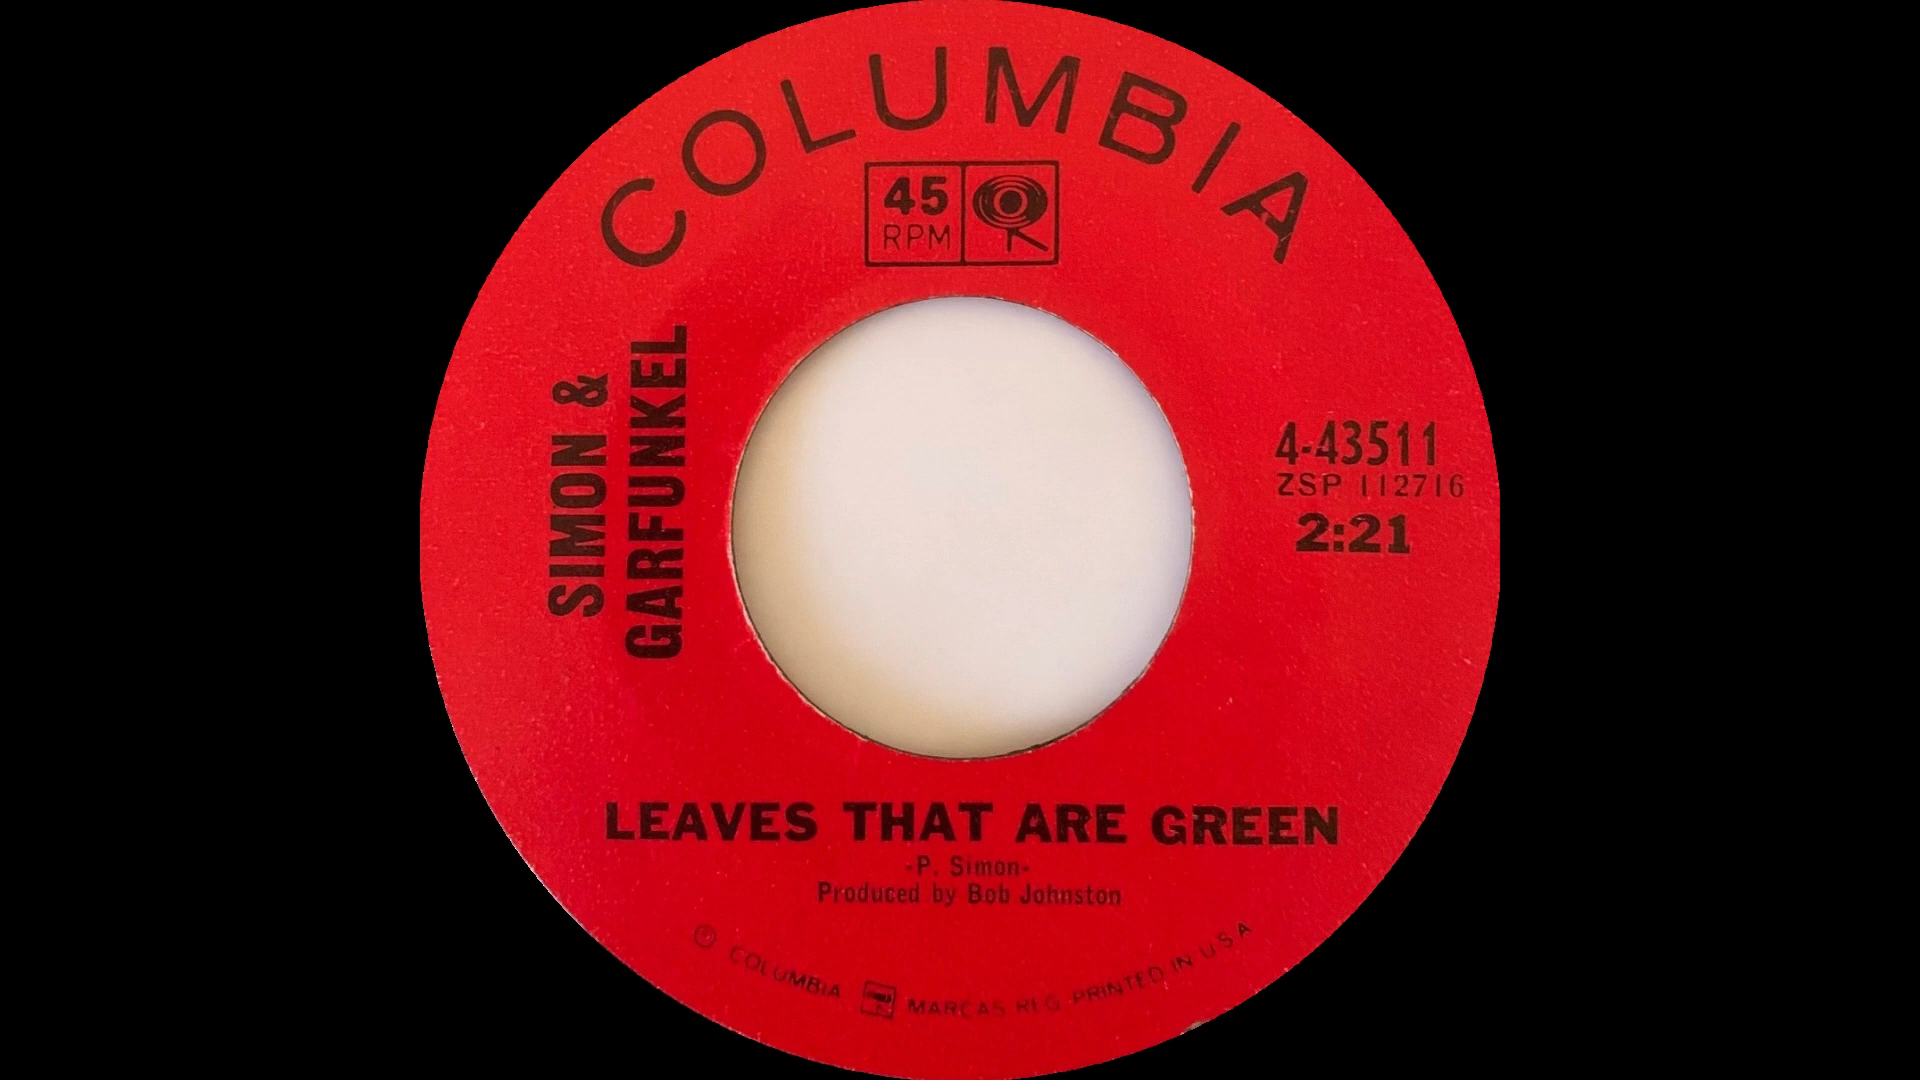 COLUMBIA
45
RPM
SIMON &
GARFUNKEL
4-43511
ZSP 112716
2:21
LEAVES THAT ARE GREEN
-P. Simon-
Produced by Bob Johnston
Ⓟ COLUMBIA MARCAS REG. PRINTED IN U S A